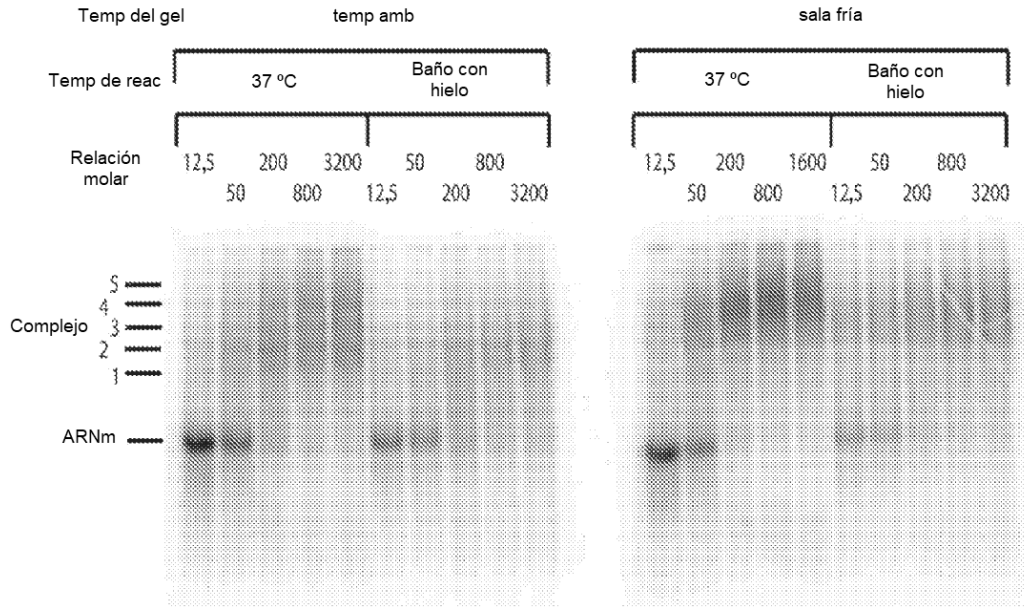 Temp del gel temp amb sala fría
Temp de reac 37 ºC Baño con hielo 37 ºC Baño con hielo
Relación molar
12,5 200 3200 50 800 12,5 200 1600 50 800
50 800 12,5 200 3200 50 800 12,5 200 3200
5
4
Complejo 3
2
1
ARNm